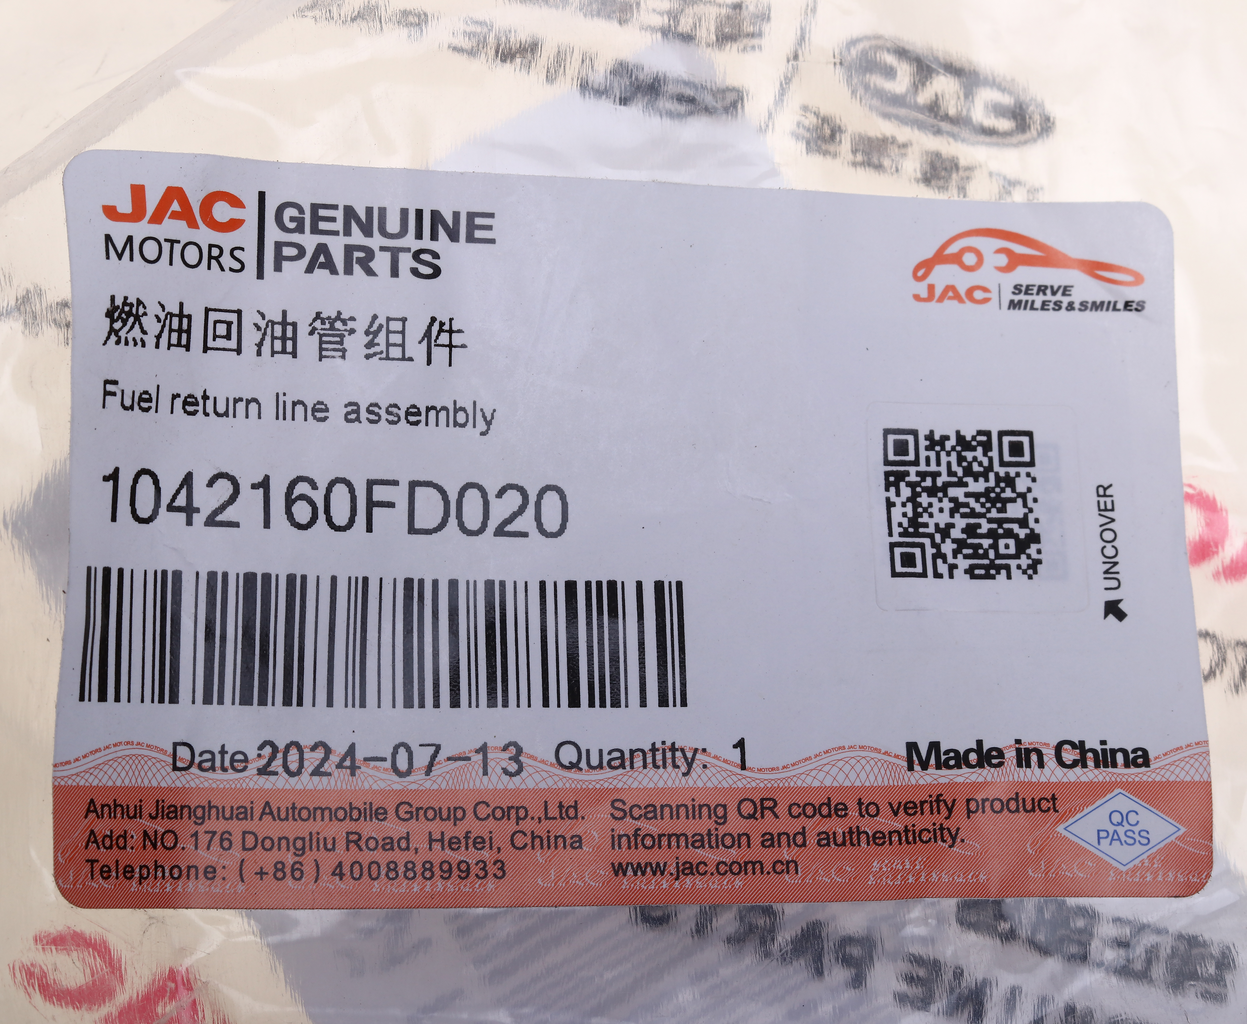 JAC
MOTORS
GENUINE
PARTS
JAC
SERVE
MILES&SMILES
燃油回油管组件
Fuel return line assembly
1042160FD020
UNCOVER
Date 2024-07-13 Quantity: 1
Made in China
Anhui Jianghuai Automobile Group Corp.,Ltd.
Add: NO.176 Dongliu Road, Hefei, China
Telephone: (+86) 4008889933
Scanning QR code to verify product
information and authenticity.
www.jac.com.cn
QC
PASS
JAC